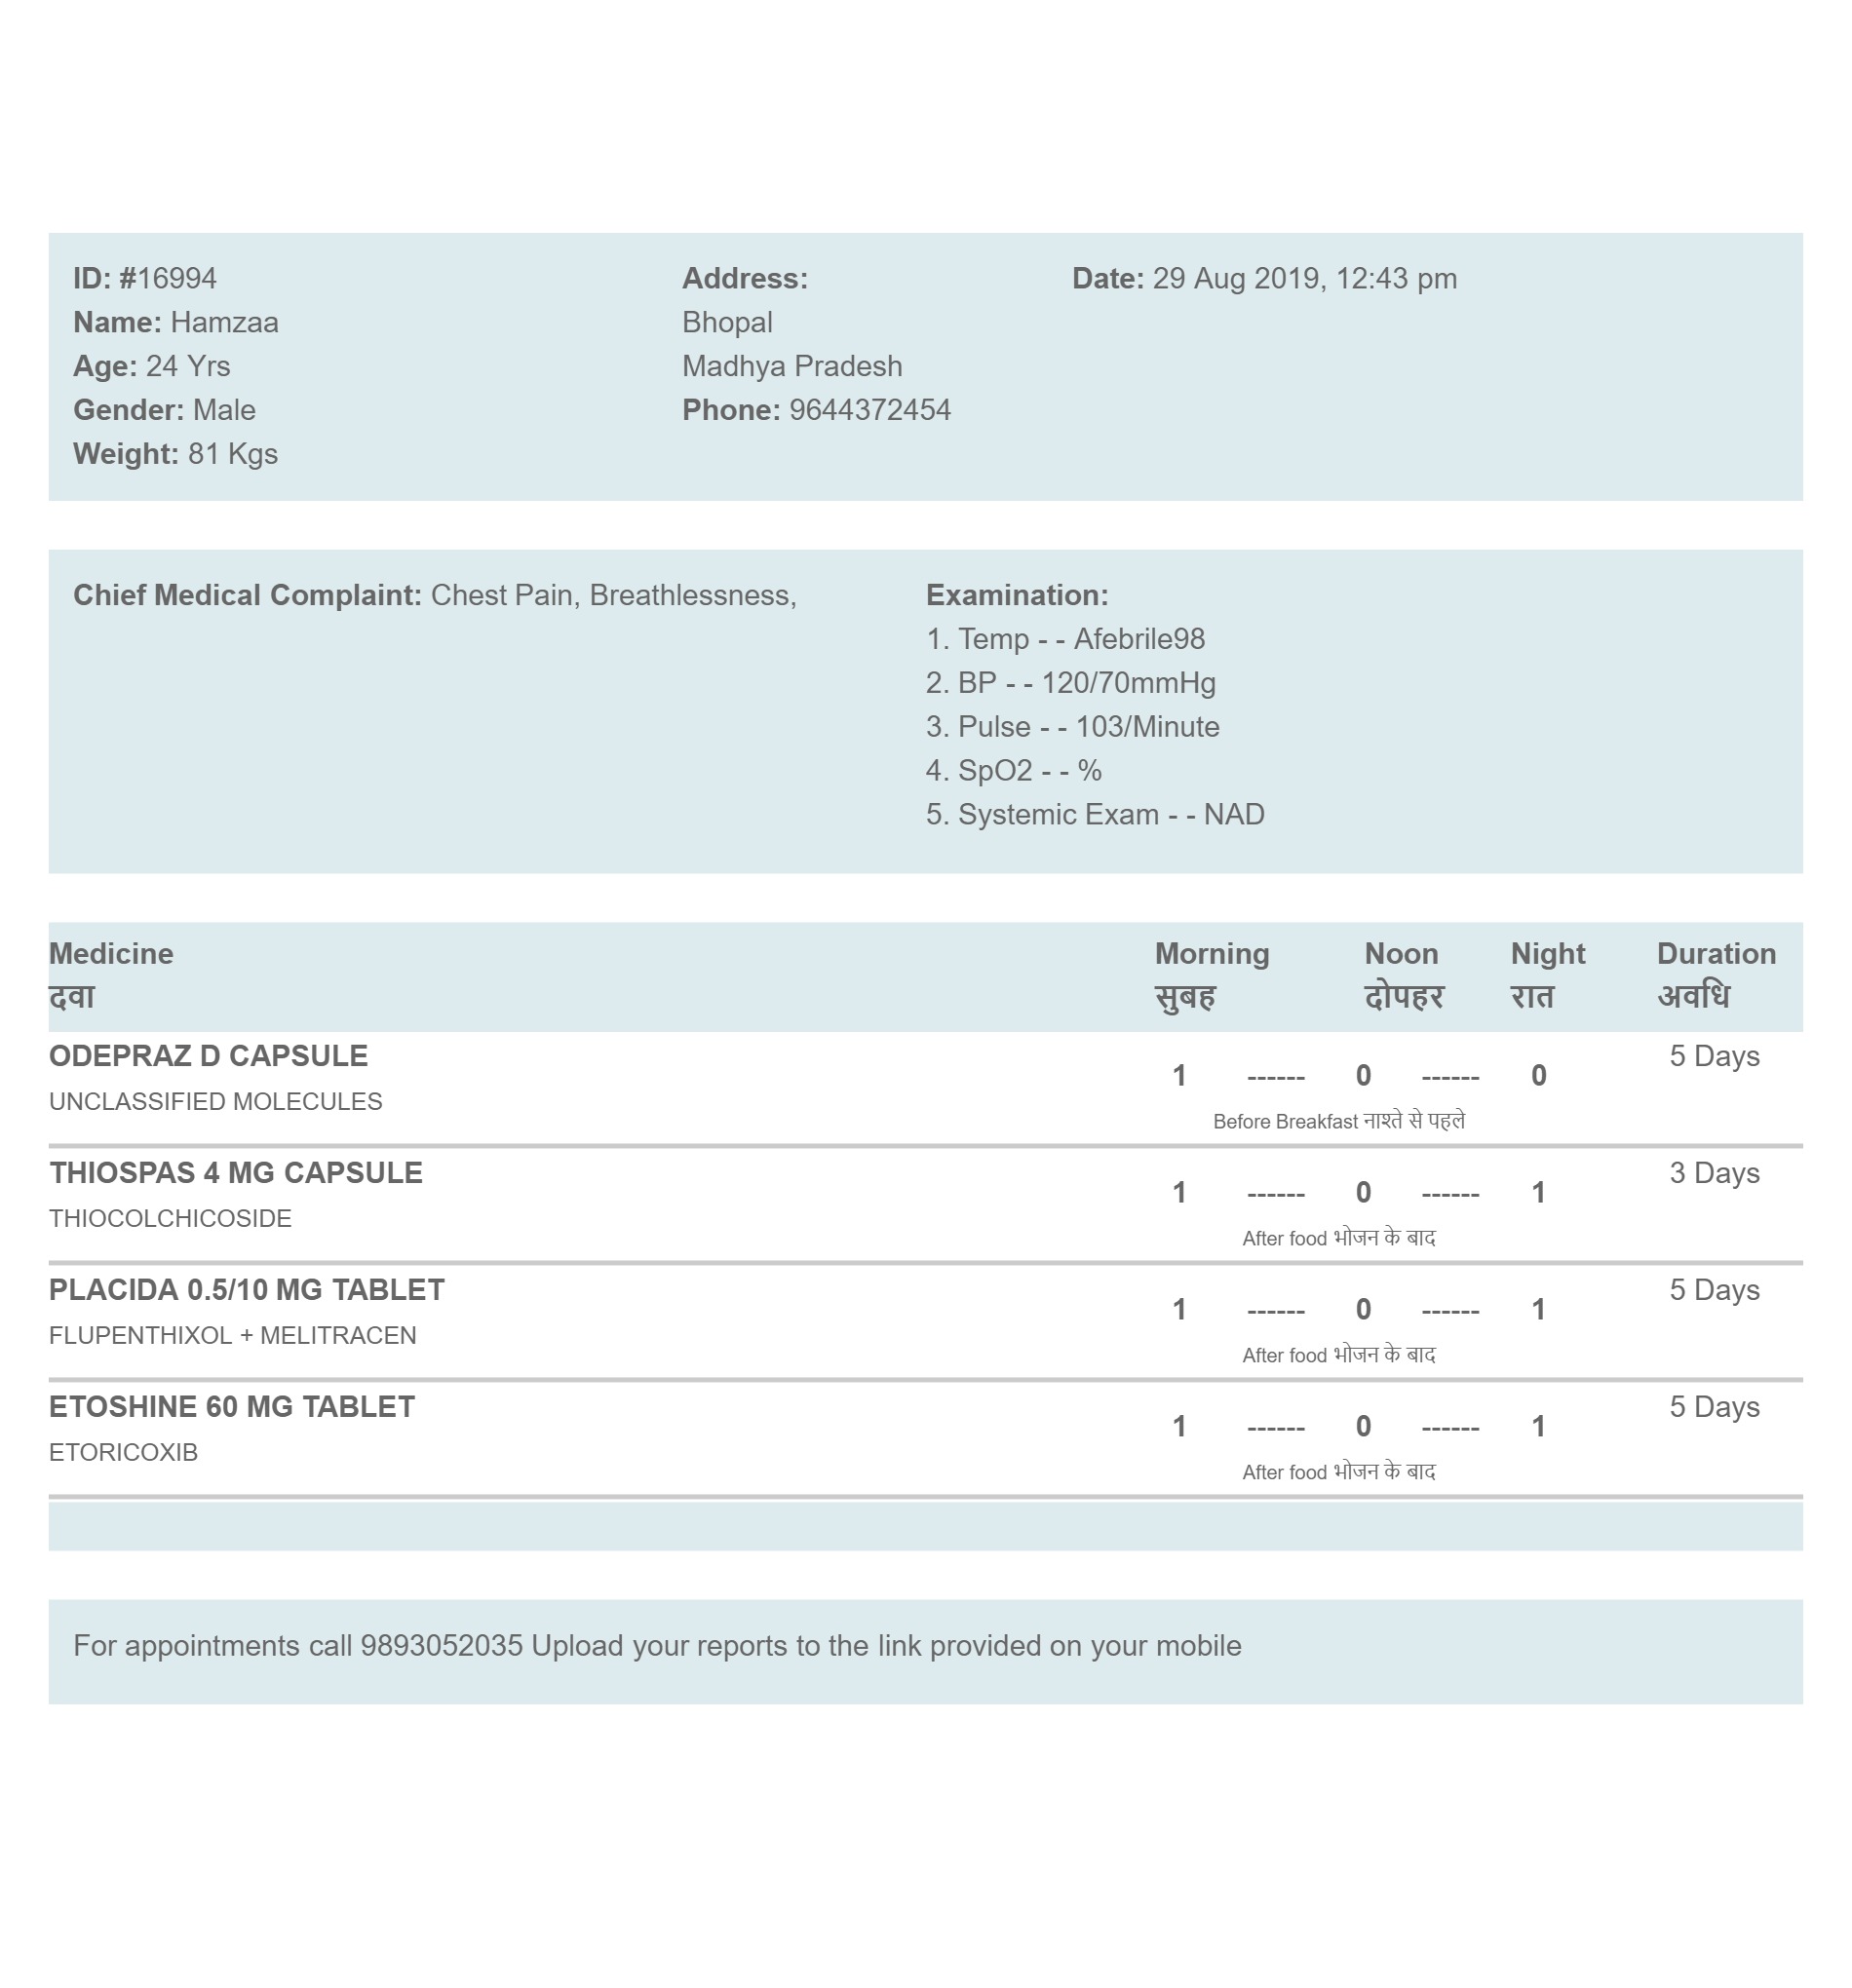 ID: #16994
Name: Hamzaa
Age: 24 Yrs
Gender: Male
Weight: 81 Kgs
Address:
Bhopal
Madhya Pradesh
Phone: 9644372454
Date: 29 Aug 2019, 12:43 pm
Chief Medical Complaint: Chest Pain, Breathlessness,
Examination:
1. Temp - - Afebrile98
2. BP - - 120/70mmHg
3. Pulse - - 103/Minute
4. SpO2 - - %
5. Systemic Exam - - NAD
Medicine Morning Noon Night Duration
दवा सुबह दोपहर रात अवधि
ODEPRAZ D CAPSULE 5 Days
1 ------ 0 ------ 0
UNCLASSIFIED MOLECULES
Before Breakfast नाश्ते से पहले
THIOSPAS 4 MG CAPSULE 3 Days
1 ------ 0 ------ 1
THIOCOLCHICOSIDE
After food भोजन के बाद
PLACIDA 0.5/10 MG TABLET 5 Days
1 ------ 0 ------ 1
FLUPENTHIXOL + MELITRACEN
After food भोजन के बाद
ETOSHINE 60 MG TABLET 5 Days
1 ------ 0 ------ 1
ETORICOXIB
After food भोजन के बाद
For appointments call 9893052035 Upload your reports to the link provided on your mobile